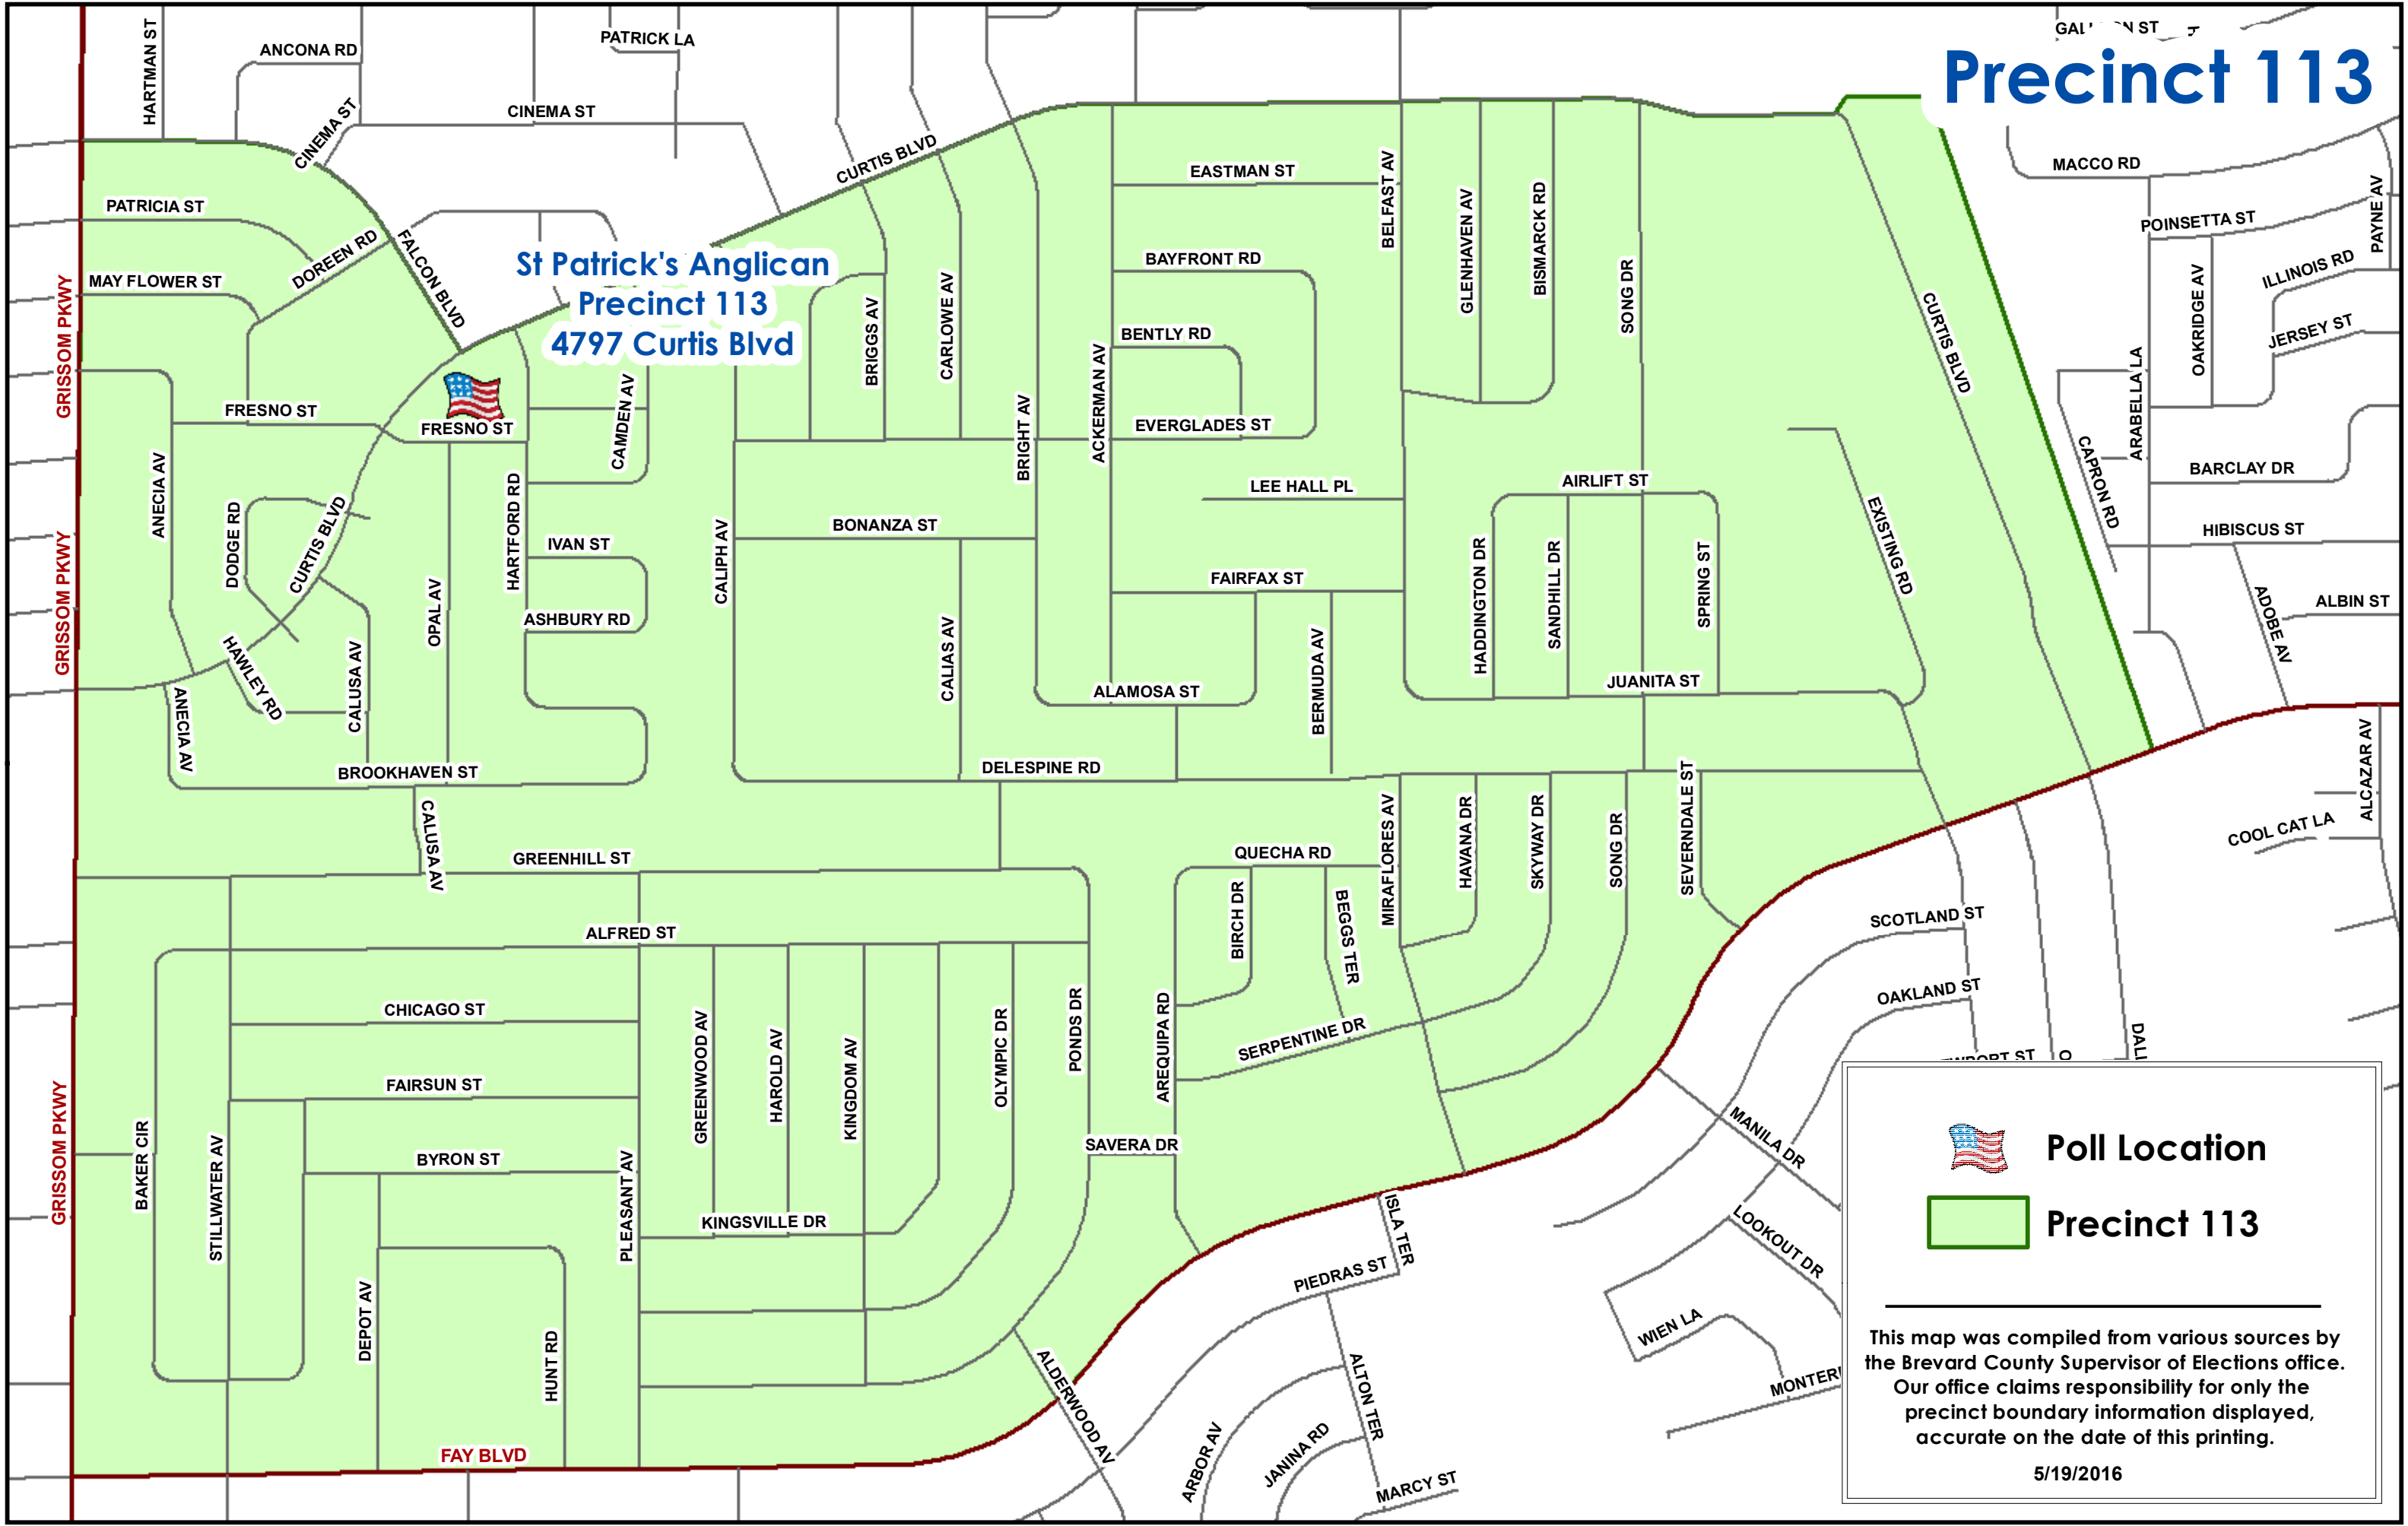 HARTMAN ST
ANCONA RD
PATRICK LA
Precinct 113
CINEMA ST
CINEMA ST
CURTIS BLVD
MACCO RD
EASTMAN ST
BELFAST AV
GLENHAVEN AV
BISMARCK RD
SONG DR
PATRICIA ST
DOREEN RD
FALCON BLVD
POINSETTA ST
PAYNE AV
St Patrick's Anglican
Precinct 113
4797 Curtis Blvd
BAYFRONT RD
MAY FLOWER ST
GRISSOM PKWY
BRIGGS AV
CARLOWE AV
OAKRIDGE AV
ILLINOIS RD
JERSEY ST
CURTIS BLVD
BENTLY RD
ACKERMAN AV
ARABELLA LA
FRESNO ST
FRESNO ST
CAMDEN AV
BRIGHT AV
EVERGLADES ST
ANECIA AV
HARTFORD RD
LEE HALL PL
AIRLIFT ST
CAPRON RD
BARCLAY DR
DODGE RD
CURTIS BLVD
CALIPH AV
BONANZA ST
EXISTING RD
HIBISCUS ST
GRISSOM PKWY
IVAN ST
OPAL AV
ASHBURY RD
FAIRFAX ST
HADDINGTON DR
SANDHILL DR
SPRING ST
ADOBE AV
ALBIN ST
HAWLEY RD
CALUSA AV
CALIAS AV
ALAMOSA ST
BERMUDA AV
JUANITA ST
ANECIA AV
BROOKHAVEN ST
DELESPINE RD
SEVERNDALE ST
ALCAZAR AV
CALUSA AV
GREENHILL ST
QUECHA RD
MIRAFLORES AV
HAVANA DR
SKYWAY DR
SONG DR
COOL CAT LA
BIRCH DR
BEGGS TER
ALFRED ST
SCOTLAND ST
OAKLAND ST
CHICAGO ST
GREENWOOD AV
HAROLD AV
KINGDOM AV
OLYMPIC DR
PONDS DR
AREQUIPA RD
SERPENTINE DR
FAIRSUN ST
GRISSOM PKWY
BAKER CIR
STILLWATER AV
BYRON ST
PLEASANT AV
SAVERA DR
MANILA DR
KINGSVILLE DR
ISLA TER
LOOKOUT DR
PIEDRAS ST
DEPOT AV
HUNT RD
WIEN LA
ALDERWOOD AV
ALTON TER
ARBOR AV
JANINA RD
MARCY ST
FAY BLVD
Poll Location
Precinct 113
This map was compiled from various sources by
the Brevard County Supervisor of Elections office.
Our office claims responsibility for only the
precinct boundary information displayed,
accurate on the date of this printing.
5/19/2016